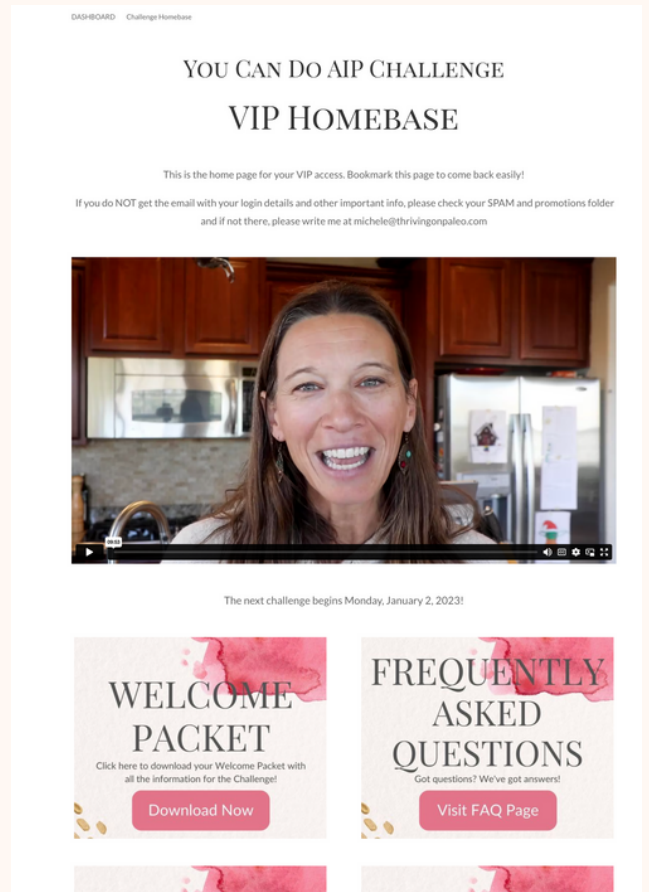 DASHBOARD Challenge Homebase
You Can Do AIP Challenge
VIP Homebase
This is the home page for your VIP access. Bookmark this page to come back easily!
If you do NOT get the email with your login details and other important info, please check your SPAM and promotions folder
and if not there, please write me at michele@thrivingonpaleo.com
The next challenge begins Monday, January 2, 2023!
WELCOME
PACKET
Click here to download your Welcome Packet with
all the information for the Challenge!
Download Now
FREQUENTLY
ASKED
QUESTIONS
Got questions? We've got answers!
Visit FAQ Page